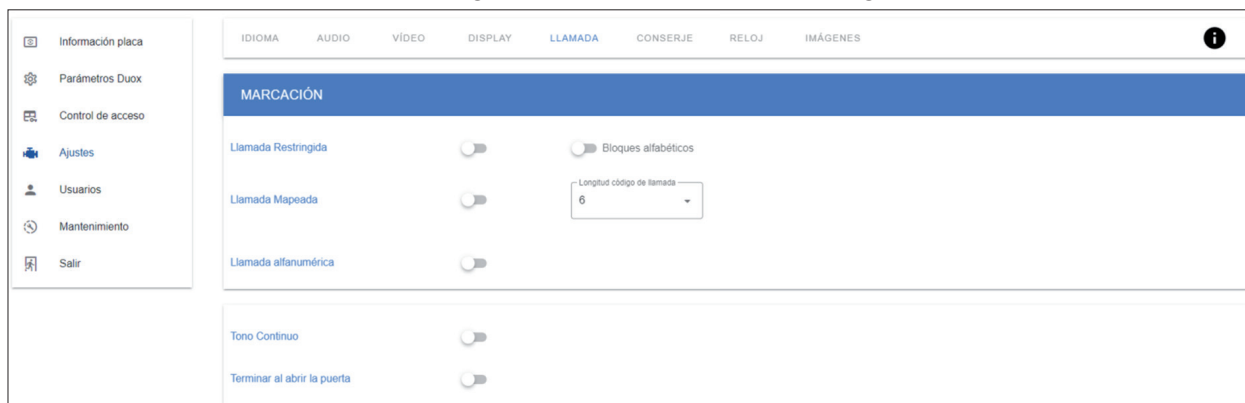 Información placa
Parámetros Duox
Control de acceso
Ajustes
Usuarios
Mantenimiento
Salir
IDIOMA AUDIO VÍDEO DISPLAY LLAMADA CONSERJE RELOJ IMÁGENES
MARCACIÓN
Llamada Restringida Bloques alfabéticos
Longitud código de llamada
Llamada Mapeada 6
Llamada alfanumérica
Tono Continuo
Terminar al abrir la puerta